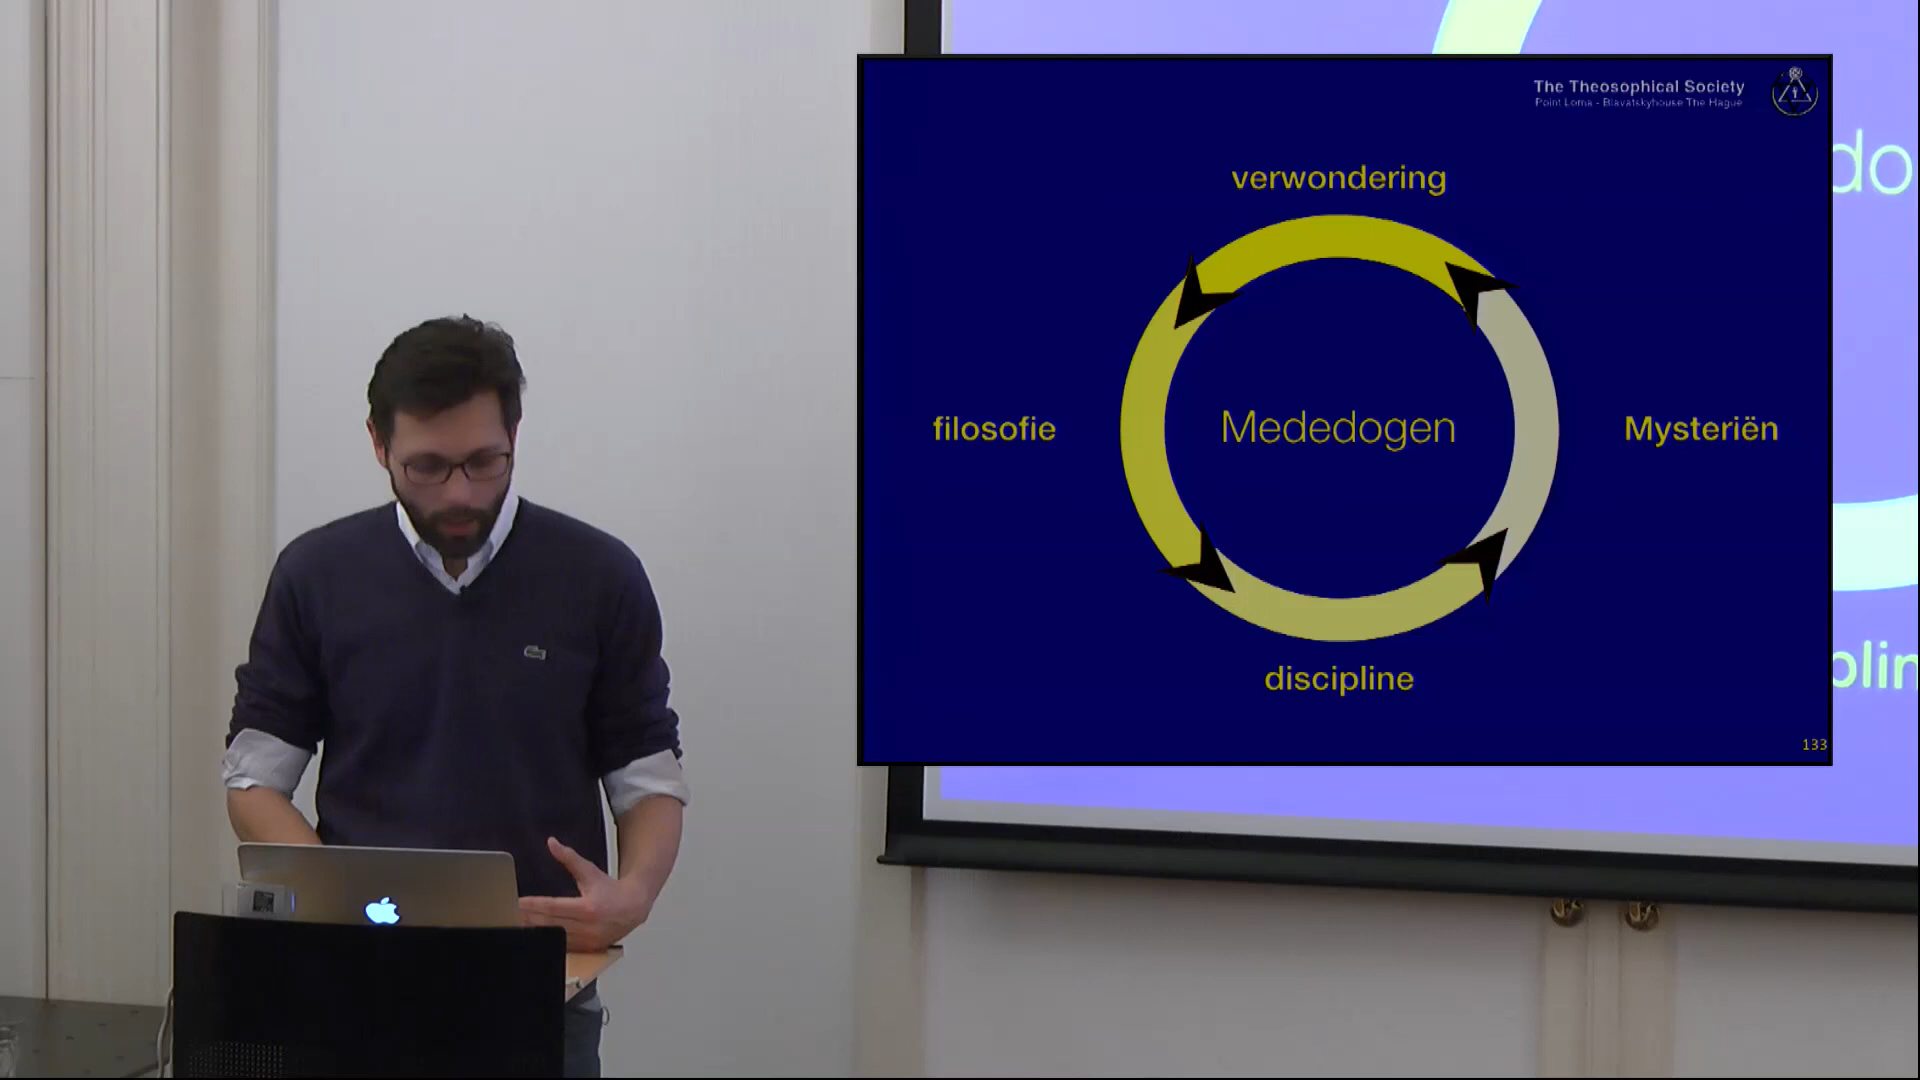 The Theosophical Society
Point Loma - Blavatskyhouse The Hague
verwondering
filosofie
Mededogen
Mysteriën
discipline
133
do
plin